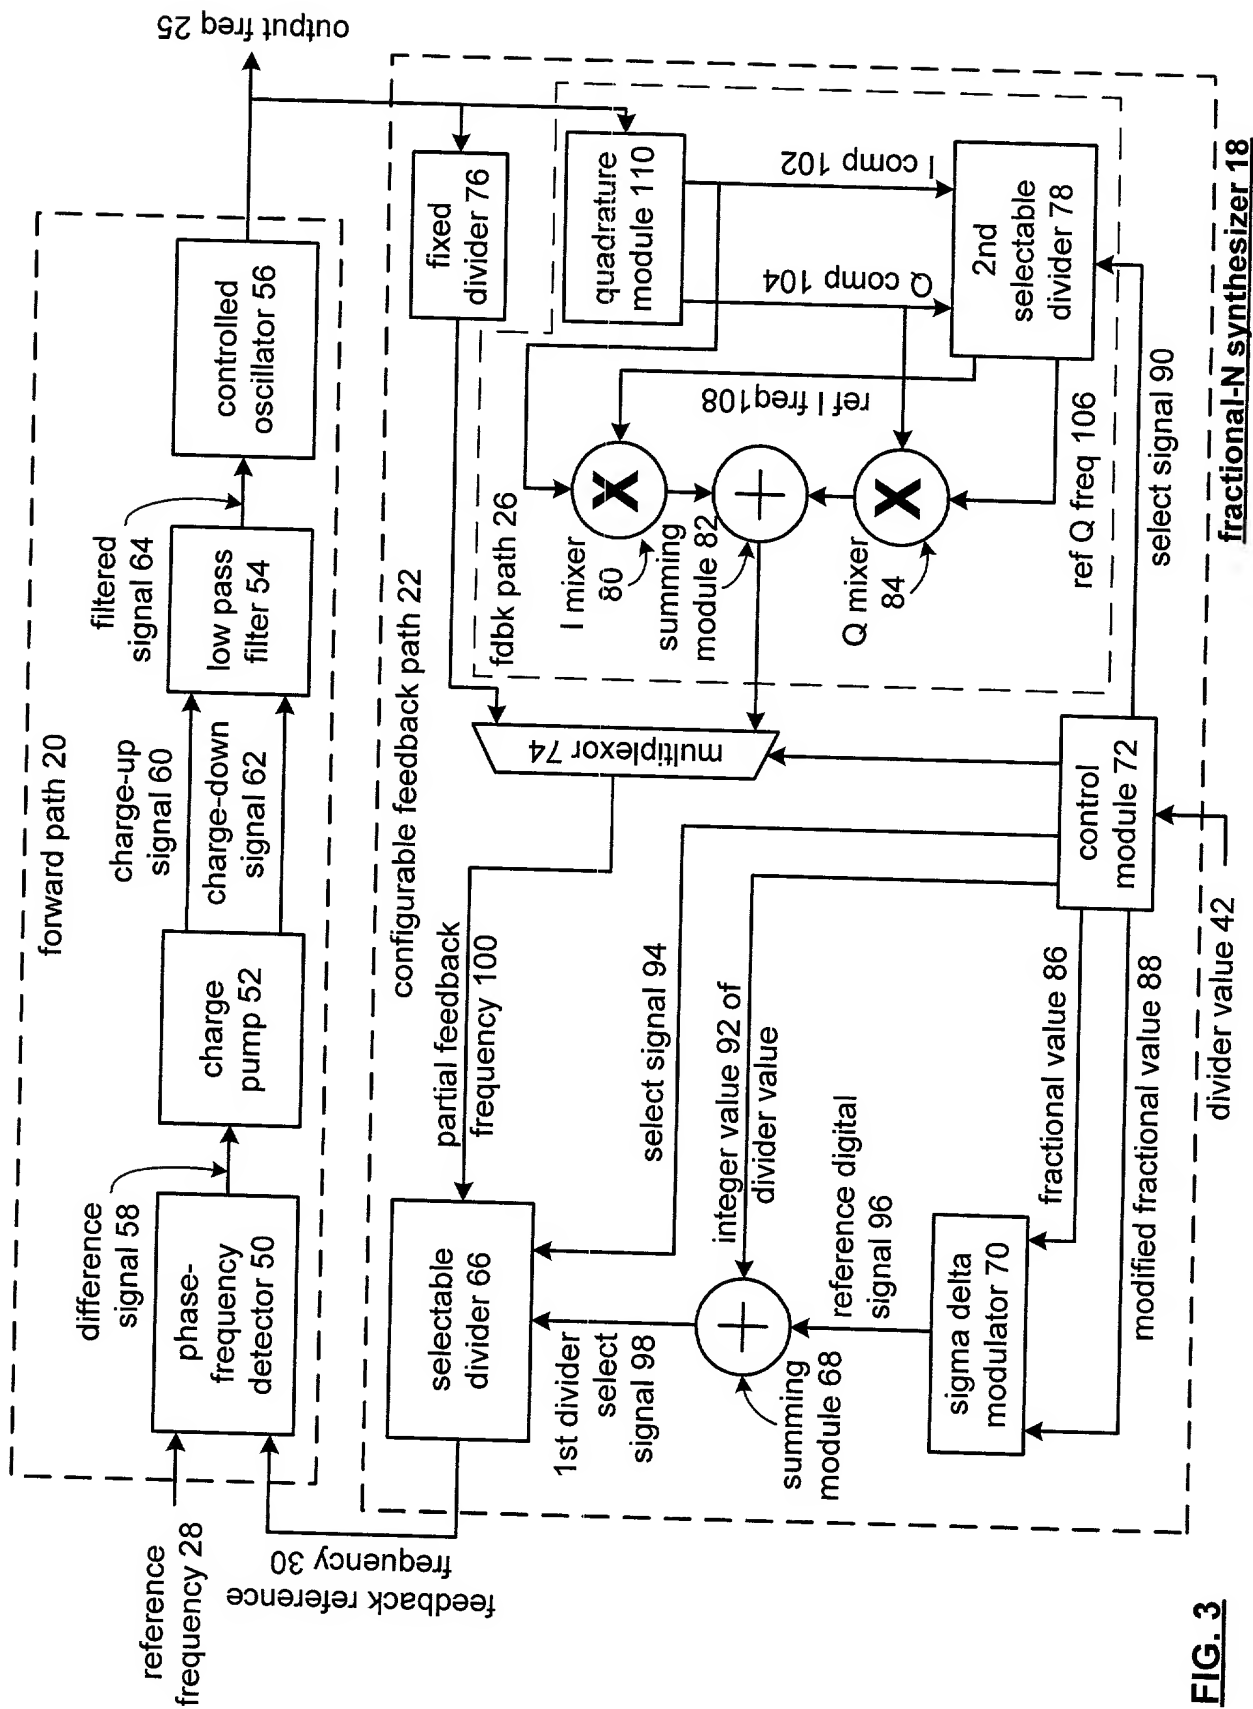 forward path 20
reference
frequency 28
phase-
frequency
detector 50
difference
signal 58
charge
pump 52
charge-up
signal 60
charge-down
signal 62
low pass
filter 54
filtered
signal 64
controlled
oscillator 56
output freq 25
feedback reference
frequency 30
configurable feedback path 22
selectable
divider 66
partial feedback
frequency 100
multiplexor 74
fdbk path 26
fixed
divider 76
quadrature
module 110
I
comp 102
Q
comp 104
2nd
selectable
divider 78
ref I freq108
ref Q freq 106
X
I mixer
80
summing
module 82
+
X
Q mixer
84
select signal 90
select signal 94
1st divider
select
signal 98
integer value 92 of
divider value
+
summing
module 68
reference digital
signal 96
sigma delta
modulator 70
fractional value 86
modified fractional value 88
control
module 72
divider value 42
FIG. 3
fractional-N synthesizer 18